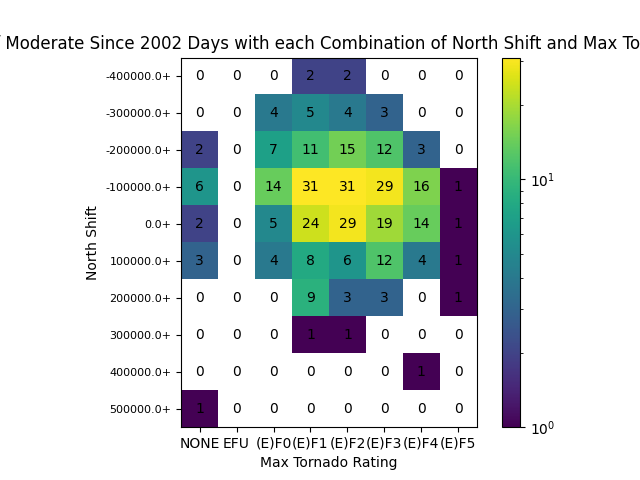 Moderate Since 2002 Days with each Combination of North Shift and Max To
North Shift
-400000.0+ 0 0 0 2 2 0 0 0
-300000.0+ 0 0 4 5 4 3 0 0
-200000.0+ 2 0 7 11 15 12 3 0
-100000.0+ 6 0 14 31 31 29 16 1
0.0+ 2 0 5 24 29 19 14 1
100000.0+ 3 0 4 8 6 12 4 1
200000.0+ 0 0 0 9 3 3 0 1
300000.0+ 0 0 0 1 1 0 0 0
400000.0+ 0 0 0 0 0 0 1 0
500000.0+ 1 0 0 0 0 0 0 0
NONE EFU (E)F0 (E)F1 (E)F2 (E)F3 (E)F4 (E)F5
Max Tornado Rating
10¹
10⁰